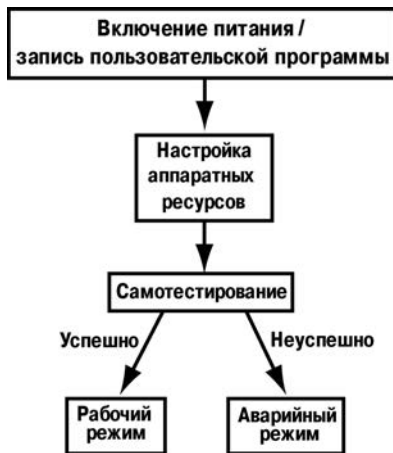 Включение питания /
запись пользовательской программы
Настройка
аппаратных
ресурсов
Самотестирование
Успешно
Неуспешно
Рабочий
режим
Аварийный
режим